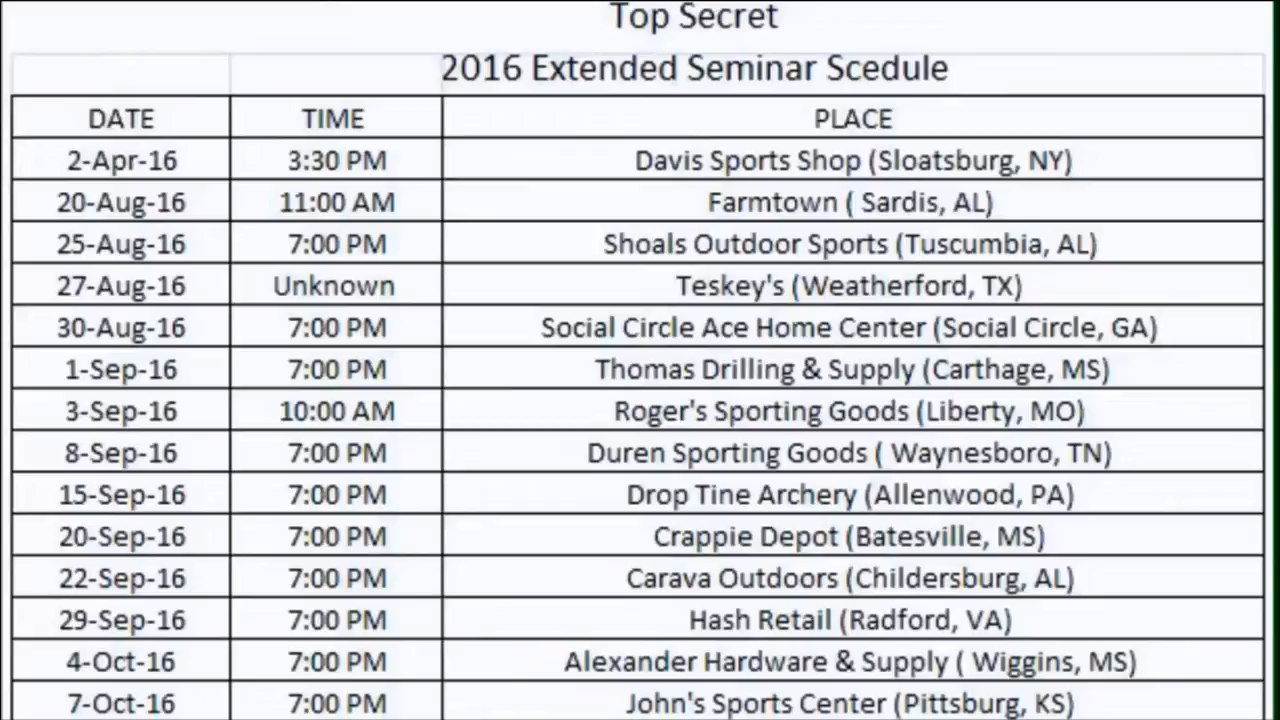 Top Secret
2016 Extended Seminar Scedule
DATE TIME PLACE
2-Apr-16 3:30 PM Davis Sports Shop (Sloatsburg, NY)
20-Aug-16 11:00 AM Farmtown ( Sardis, AL)
25-Aug-16 7:00 PM Shoals Outdoor Sports (Tuscumbia, AL)
27-Aug-16 Unknown Teskey's (Weatherford, TX)
30-Aug-16 7:00 PM Social Circle Ace Home Center (Social Circle, GA)
1-Sep-16 7:00 PM Thomas Drilling & Supply (Carthage, MS)
3-Sep-16 10:00 AM Roger's Sporting Goods (Liberty, MO)
8-Sep-16 7:00 PM Duren Sporting Goods ( Waynesboro, TN)
15-Sep-16 7:00 PM Drop Tine Archery (Allenwood, PA)
20-Sep-16 7:00 PM Crappie Depot (Batesville, MS)
22-Sep-16 7:00 PM Carava Outdoors (Childersburg, AL)
29-Sep-16 7:00 PM Hash Retail (Radford, VA)
4-Oct-16 7:00 PM Alexander Hardware & Supply ( Wiggins, MS)
7-Oct-16 7:00 PM John's Sports Center (Pittsburg, KS)